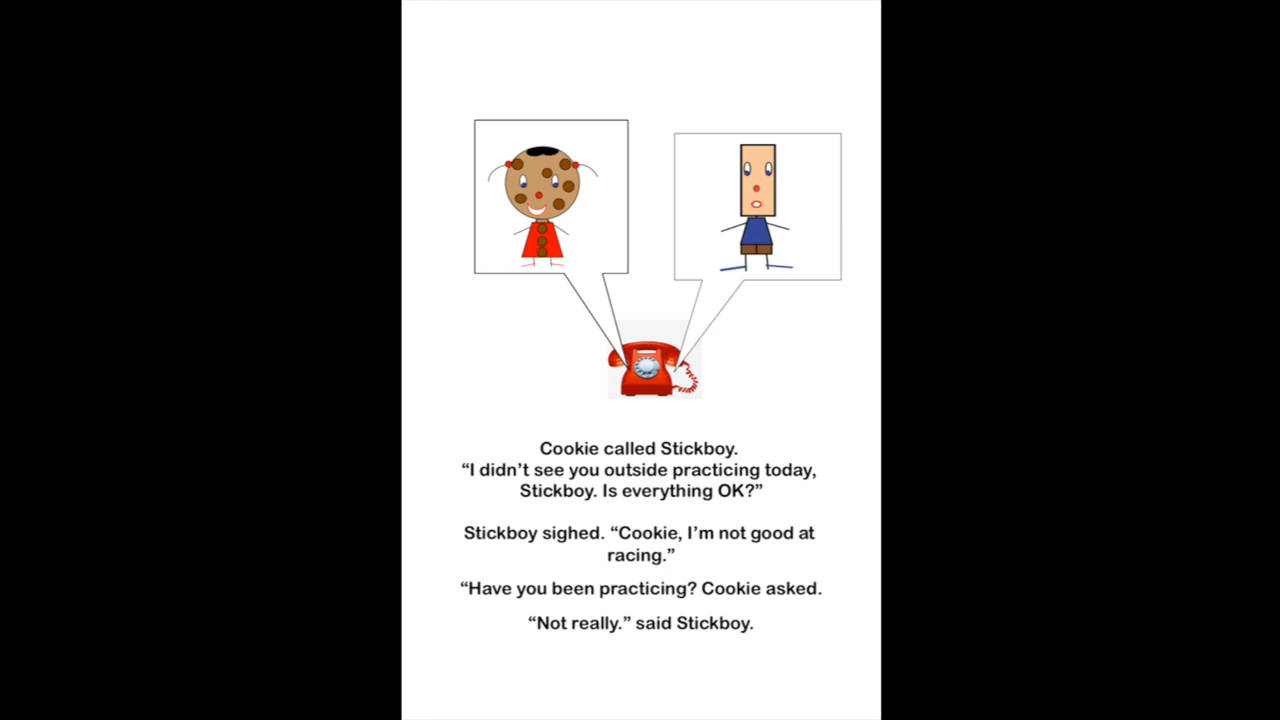 Cookie called Stickboy.
“I didn’t see you outside practicing today,
Stickboy. Is everything OK?”
Stickboy sighed. “Cookie, I’m not good at
racing.”
“Have you been practicing? Cookie asked.
“Not really.” said Stickboy.